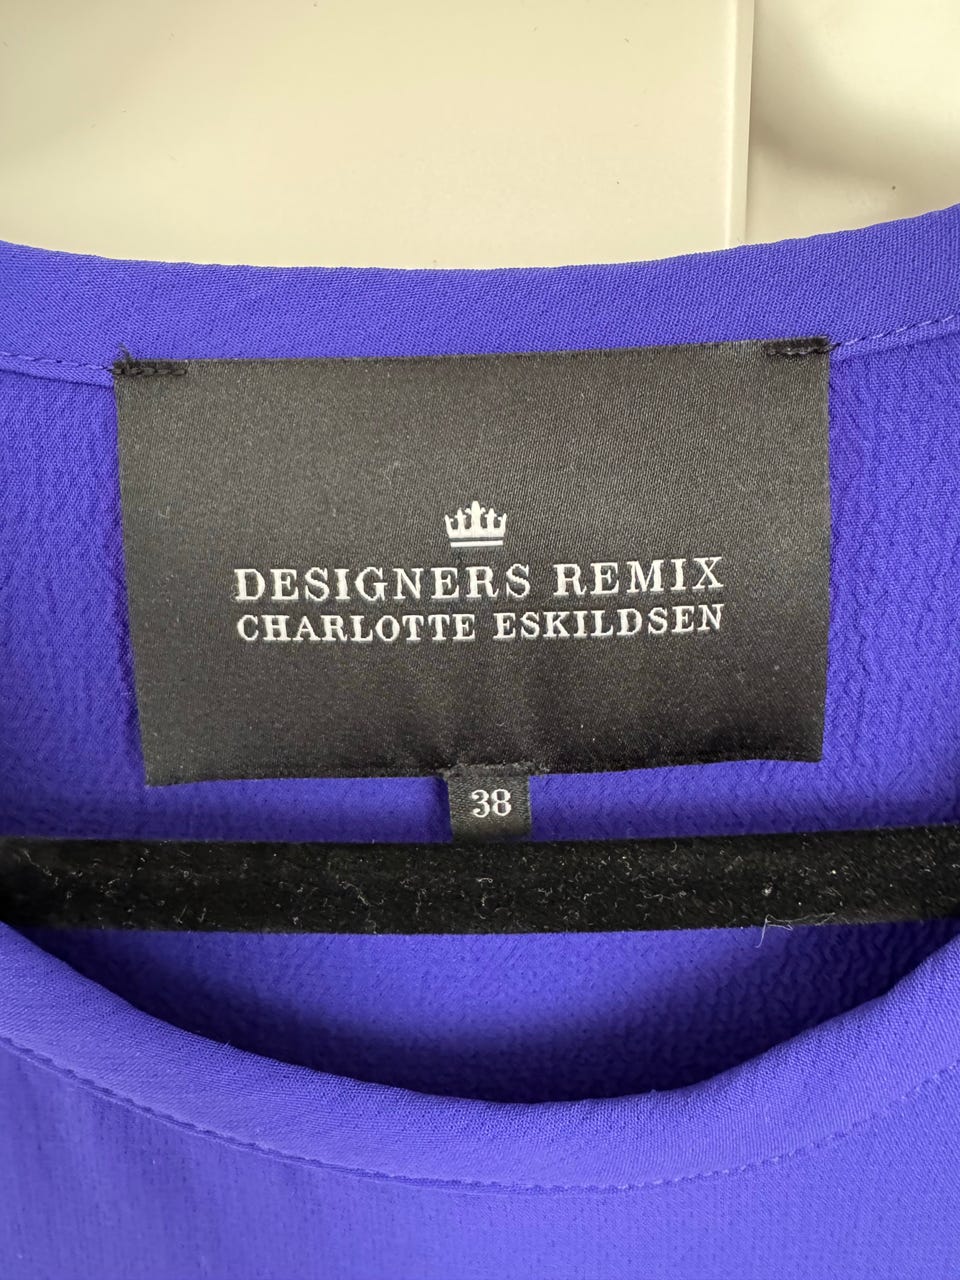 DESIGNERS REMIX
CHARLOTTE ESKILDSEN
38